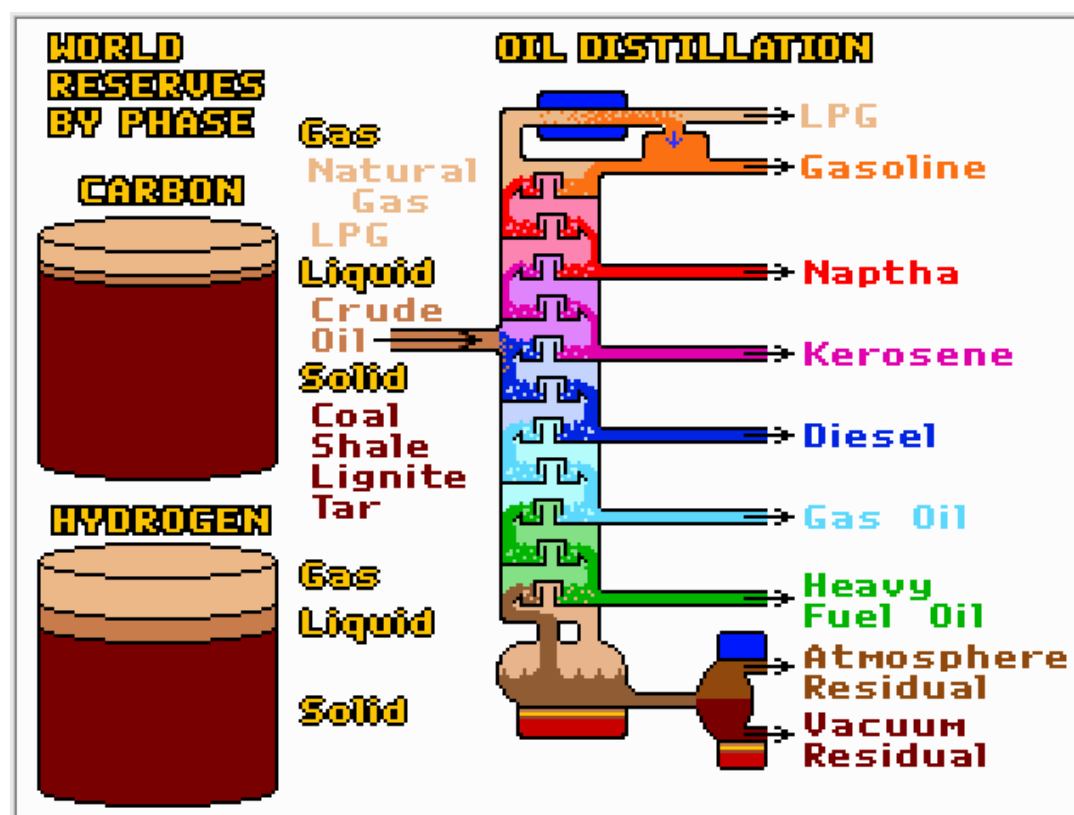 WORLD
RESERVES
BY PHASE
CARBON
HYDROGEN
Gas
Natural
Gas
LPG
Liquid
Crude
Oil
Solid
Coal
Shale
Lignite
Tar
Gas
Liquid
Solid
OIL DISTILLATION
LPG
Gasoline
Naptha
Kerosene
Diesel
Gas Oil
Heavy
Fuel Oil
Atmosphere
Residual
Vacuum
Residual